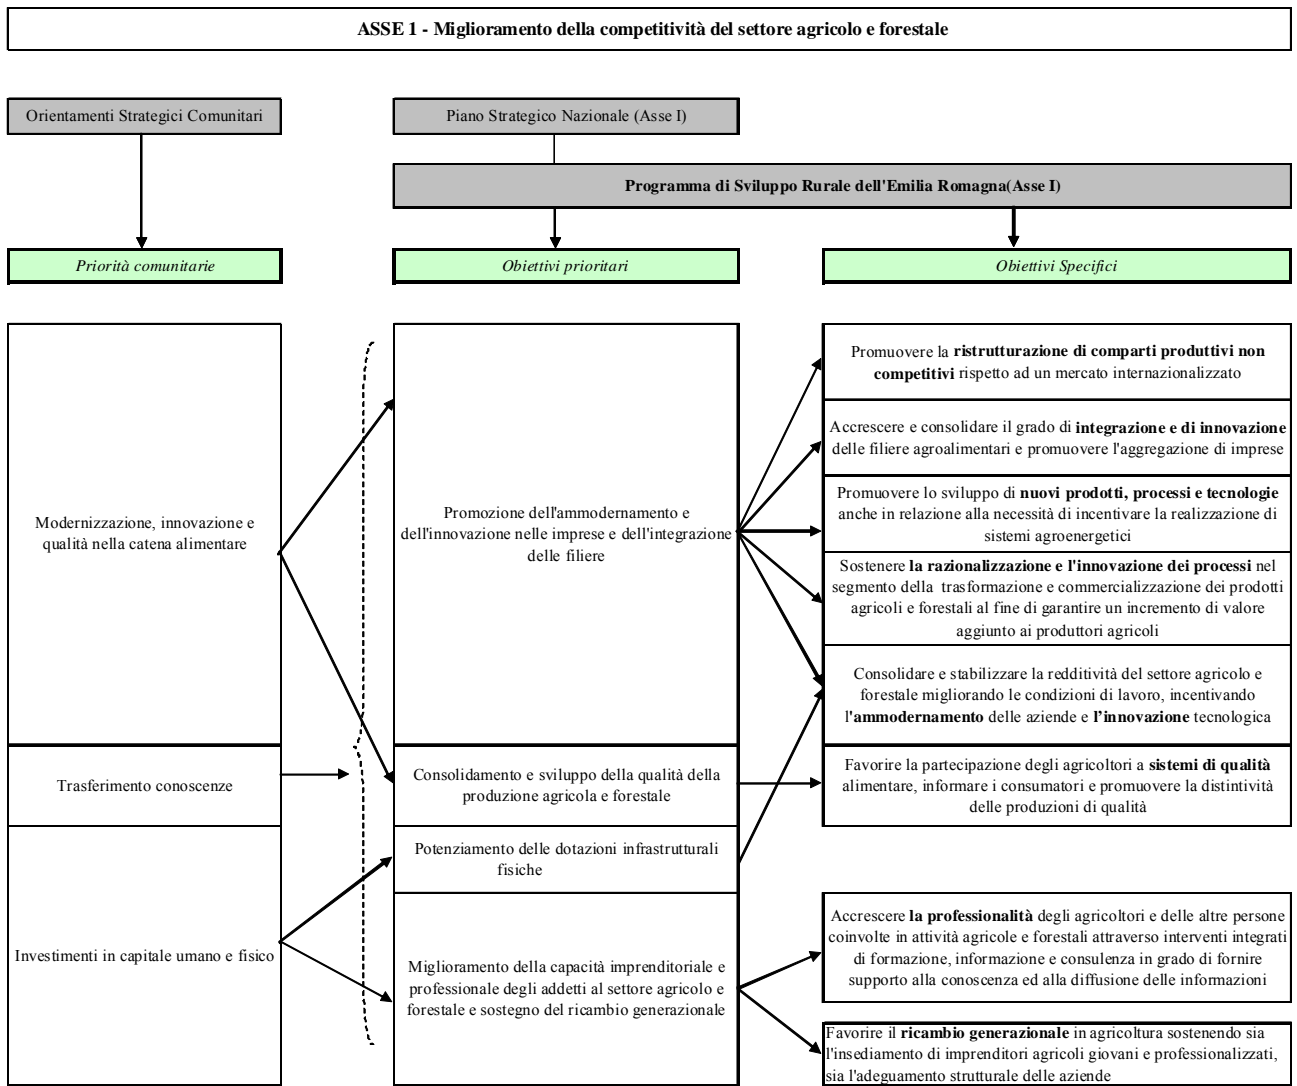 ASSE 1 - Miglioramento della competitività del settore agricolo e forestale
Orientamenti Strategici Comunitari
Piano Strategico Nazionale (Asse I)
Programma di Sviluppo Rurale dell'Emilia Romagna(Asse I)
Priorità comunitarie
Obiettivi prioritari
Obiettivi Specifici
Modernizzazione, innovazione e
qualità nella catena alimentare
Trasferimento conoscenze
Investimenti in capitale umano e fisico
Promozione dell'ammodernamento e
dell'innovazione nelle imprese e dell'integrazione
delle filiere
Consolidamento e sviluppo della qualità della
produzione agricola e forestale
Potenziamento delle dotazioni infrastrutturali
fisiche
Miglioramento della capacità imprenditoriale e
professionale degli addetti al settore agricolo e
forestale e sostegno del ricambio generazionale
Promuovere la ristrutturazione di comparti produttivi non
competitivi rispetto ad un mercato internazionalizzato
Accrescere e consolidare il grado di integrazione e di innovazione
delle filiere agroalimentari e promuovere l'aggregazione di imprese
Promuovere lo sviluppo di nuovi prodotti, processi e tecnologie
anche in relazione alla necessità di incentivare la realizzazione di
sistemi agroenergetici
Sostenere la razionalizzazione e l'innovazione dei processi nel
segmento della trasformazione e commercializzazione dei prodotti
agricoli e forestali al fine di garantire un incremento di valore
aggiunto ai produttori agricoli
Consolidare e stabilizzare la redditività del settore agricolo e
forestale migliorando le condizioni di lavoro, incentivando
l'ammodernamento delle aziende e l’innovazione tecnologica
Favorire la partecipazione degli agricoltori a sistemi di qualità
alimentare, informare i consumatori e promuovere la distintività
delle produzioni di qualità
Accrescere la professionalità degli agricoltori e delle altre persone
coinvolte in attività agricole e forestali attraverso interventi integrati
di formazione, informazione e consulenza in grado di fornire
supporto alla conoscenza ed alla diffusione delle informazioni
Favorire il ricambio generazionale in agricoltura sostenendo sia
l'insediamento di imprenditori agricoli giovani e professionalizzati,
sia l'adeguamento strutturale delle aziende